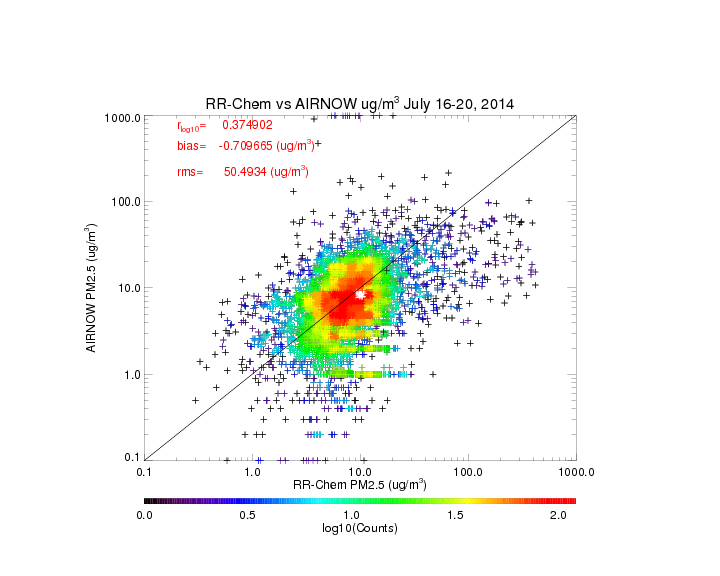 RR-Chem vs AIRNOW ug/m3 July 16-20, 2014
1000.0
rlog10= 0.374902
bias= -0.709665 (ug/m3)
rms= 50.4934 (ug/m3)
100.0
AIRNOW PM2.5 (ug/m3)
10.0
1.0
0.1
0.1 1.0 10.0 100.0 1000.0
RR-Chem PM2.5 (ug/m3)
0.0 0.5 1.0 1.5 2.0
log10(Counts)